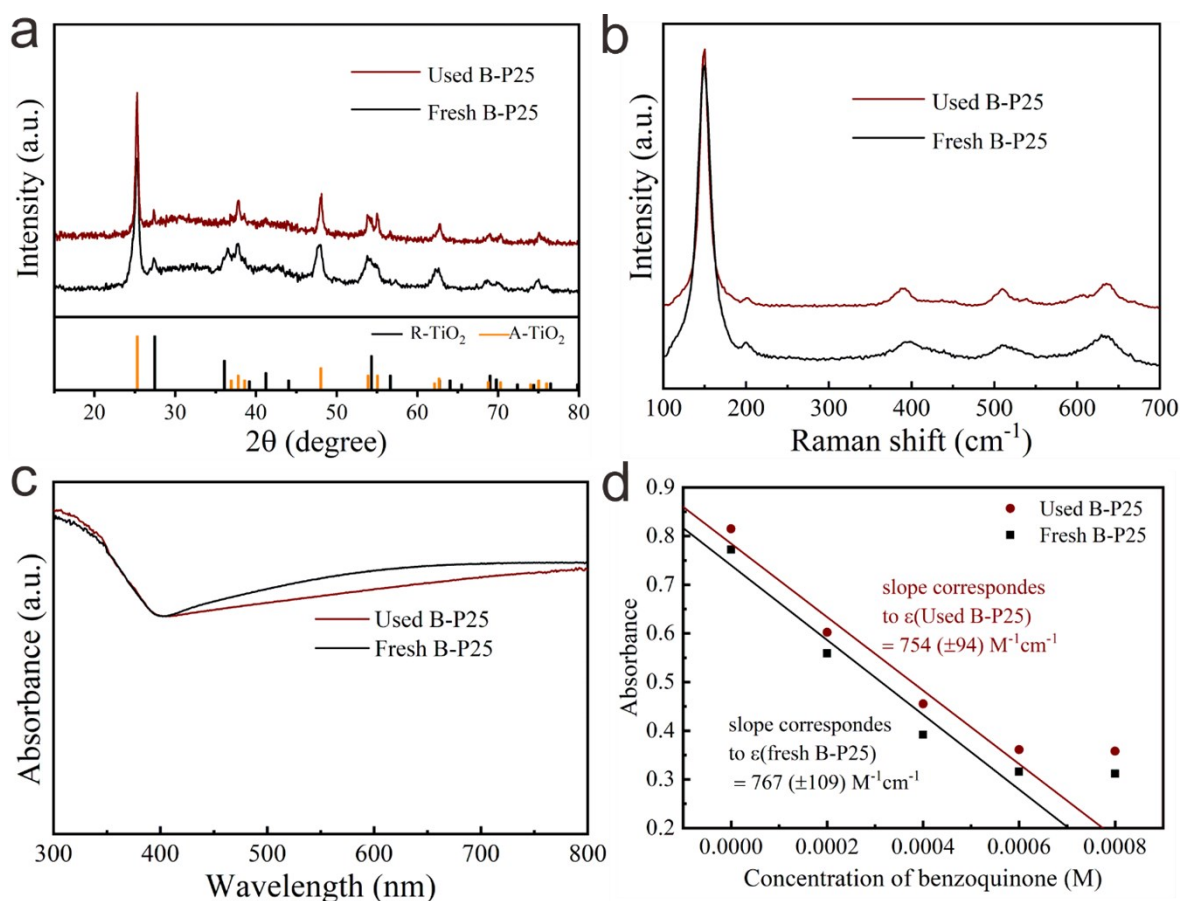 a
Intensity (a.u.)
Used B-P25
Fresh B-P25
R-TiO₂
A-TiO₂
20 30 40 50 60 70 80
2θ (degree)
b
Intensity (a.u.)
Used B-P25
Fresh B-P25
100 200 300 400 500 600 700
Raman shift (cm⁻¹)
c
Absorbance (a.u.)
Used B-P25
Fresh B-P25
300 400 500 600 700 800
Wavelength (nm)
d
Absorbance
0.9
0.8
0.7
0.6
0.5
0.4
0.3
0.2
Used B-P25
Fresh B-P25
slope correspondes
to ε(Used B-P25)
= 754 (±94) M⁻¹cm⁻¹
slope correspondes
to ε(fresh B-P25)
= 767 (±109) M⁻¹cm⁻¹
0.0000 0.0002 0.0004 0.0006 0.0008
Concentration of benzoquinone (M)